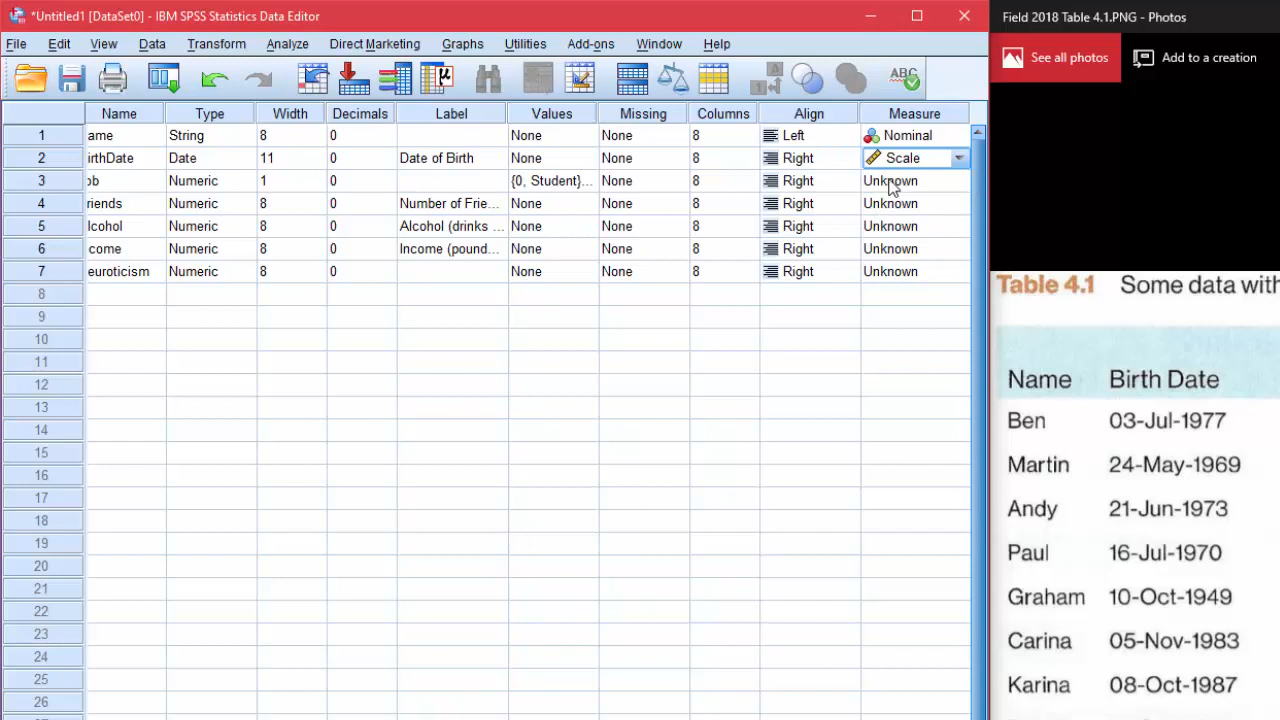 *Untitled1 [DataSet0] - IBM SPSS Statistics Data Editor
File Edit View Data Transform Analyze Direct Marketing Graphs Utilities Add-ons Window Help
Name Type Width Decimals Label Values Missing Columns Align Measure
1 ame String 8 0 None None 8 Left Nominal
2 irthDate Date 11 0 Date of Birth None None 8 Right Scale
3 ob Numeric 1 0 {0, Student}... None 8 Right Unknown
4 riends Numeric 8 0 Number of Frie... None None 8 Right Unknown
5 lcohol Numeric 8 0 Alcohol (drinks ... None None 8 Right Unknown
6 come Numeric 8 0 Income (pound... None None 8 Right Unknown
7 euroticism Numeric 8 0 None None 8 Right Unknown
8
9
10
11
12
13
14
15
16
17
18
19
20
21
22
23
24
25
26
Field 2018 Table 4.1.PNG - Photos
See all photos Add to a creation
Table 4.1 Some data with
Name Birth Date
Ben 03-Jul-1977
Martin 24-May-1969
Andy 21-Jun-1973
Paul 16-Jul-1970
Graham 10-Oct-1949
Carina 05-Nov-1983
Karina 08-Oct-1987